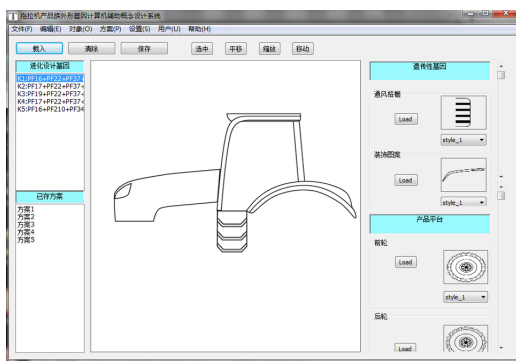 拖拉机产品族外形基因计算机辅助概念设计系统
文件(F) 编辑(E) 对象(O) 方案(P) 设置(S) 用户(U) 帮助(H)
载入 清除 保存 选中 平移 缩放 移动
进化设计基因
K1:PF16+PF22+PF37+
K2:PF17+PF22+PF37+
K3:PF19+PF22+PF37+
K4:PF17+PF22+PF37+
K5:PF16+PF210+PF34
已存方案
方案1
方案2
方案3
方案4
方案5
遗传性基因
通风格栅
Load
style_1
装饰图案
Load
style_1
产品平台
前轮
Load
style_1
后轮
Load